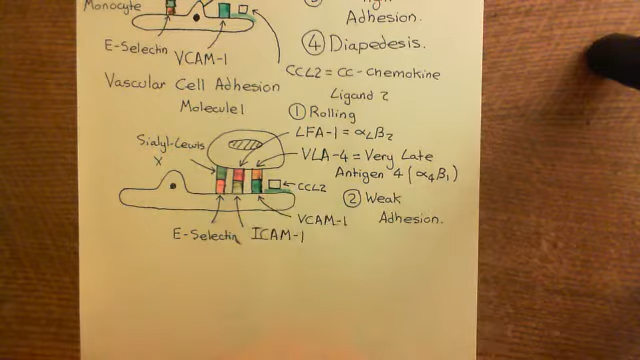 Monocyte
E-Selectin VCAM-1
Vascular Cell Adhesion
Molecule 1
Adhesion.
④ Diapedesis.
CCL2 = CC-chemokine
Ligand 2
① Rolling
LFA-1 = αLβ2
VLA-4 = Very Late
Antigen 4 (α4β1)
Sialyl-Lewis
X
CCL2
② Weak
Adhesion.
VCAM-1
E-Selectin ICAM-1